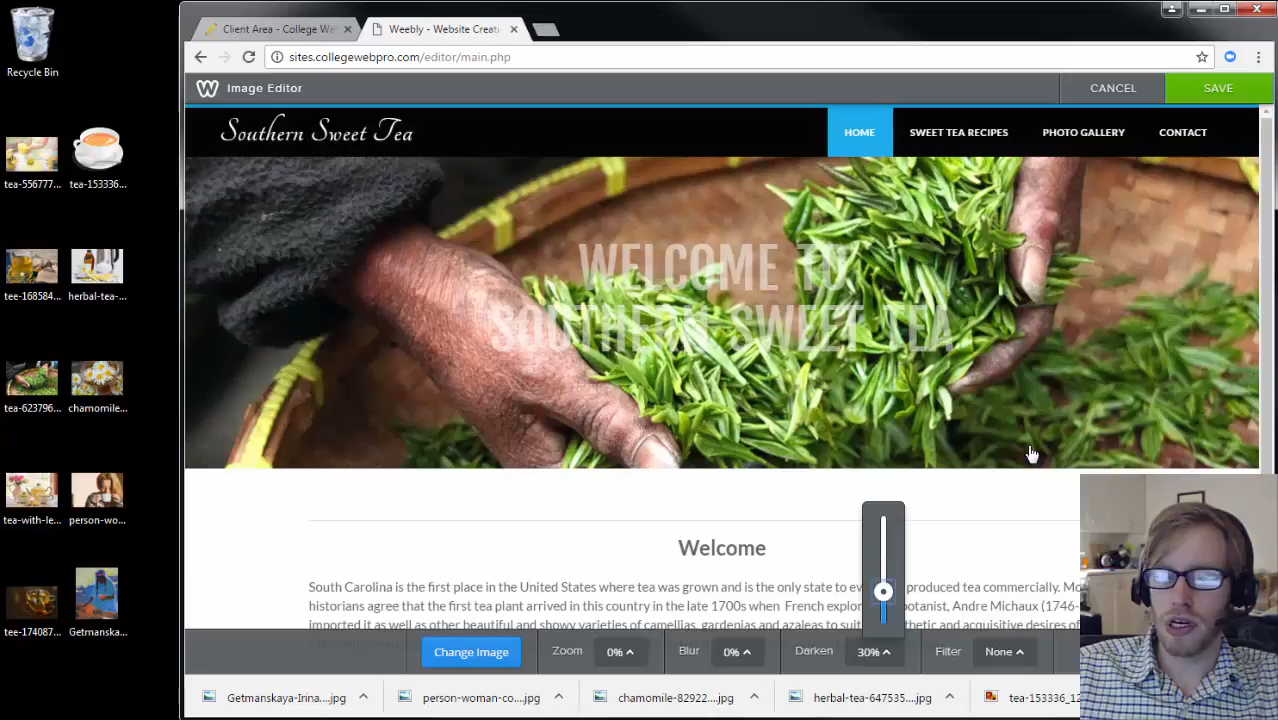 Recycle Bin
tea-556777...
tea-153336...
tee-168584...
herbal-tea-...
tea-623796...
chamomile...
tea-with-le...
person-wo...
tee-174087...
Getmanska...
Client Area - College We
Weebly - Website Creati
sites.collegewebpro.com/editor/main.php
W Image Editor
CANCEL
SAVE
Southern Sweet Tea
HOME
SWEET TEA RECIPES
PHOTO GALLERY
CONTACT
WELCOME TO
SOUTHERN SWEET TEA
Welcome
South Carolina is the first place in the United States where tea was grown and is the only state to ev produced tea commercially. Mo
historians agree that the first tea plant arrived in this country in the late 1700s when French explor otanist, Andre Michaux (1746-
imported it as well as other beautiful and showy varieties of camellias, gardenias and azaleas to suit thetic and acquisitive desires of
Change Image
Zoom
0%
Blur
0%
Darken
30%
Filter
None
Getmanskaya-Irina....jpg
person-woman-co....jpg
chamomile-82922....jpg
herbal-tea-647535....jpg
tea-153336_12